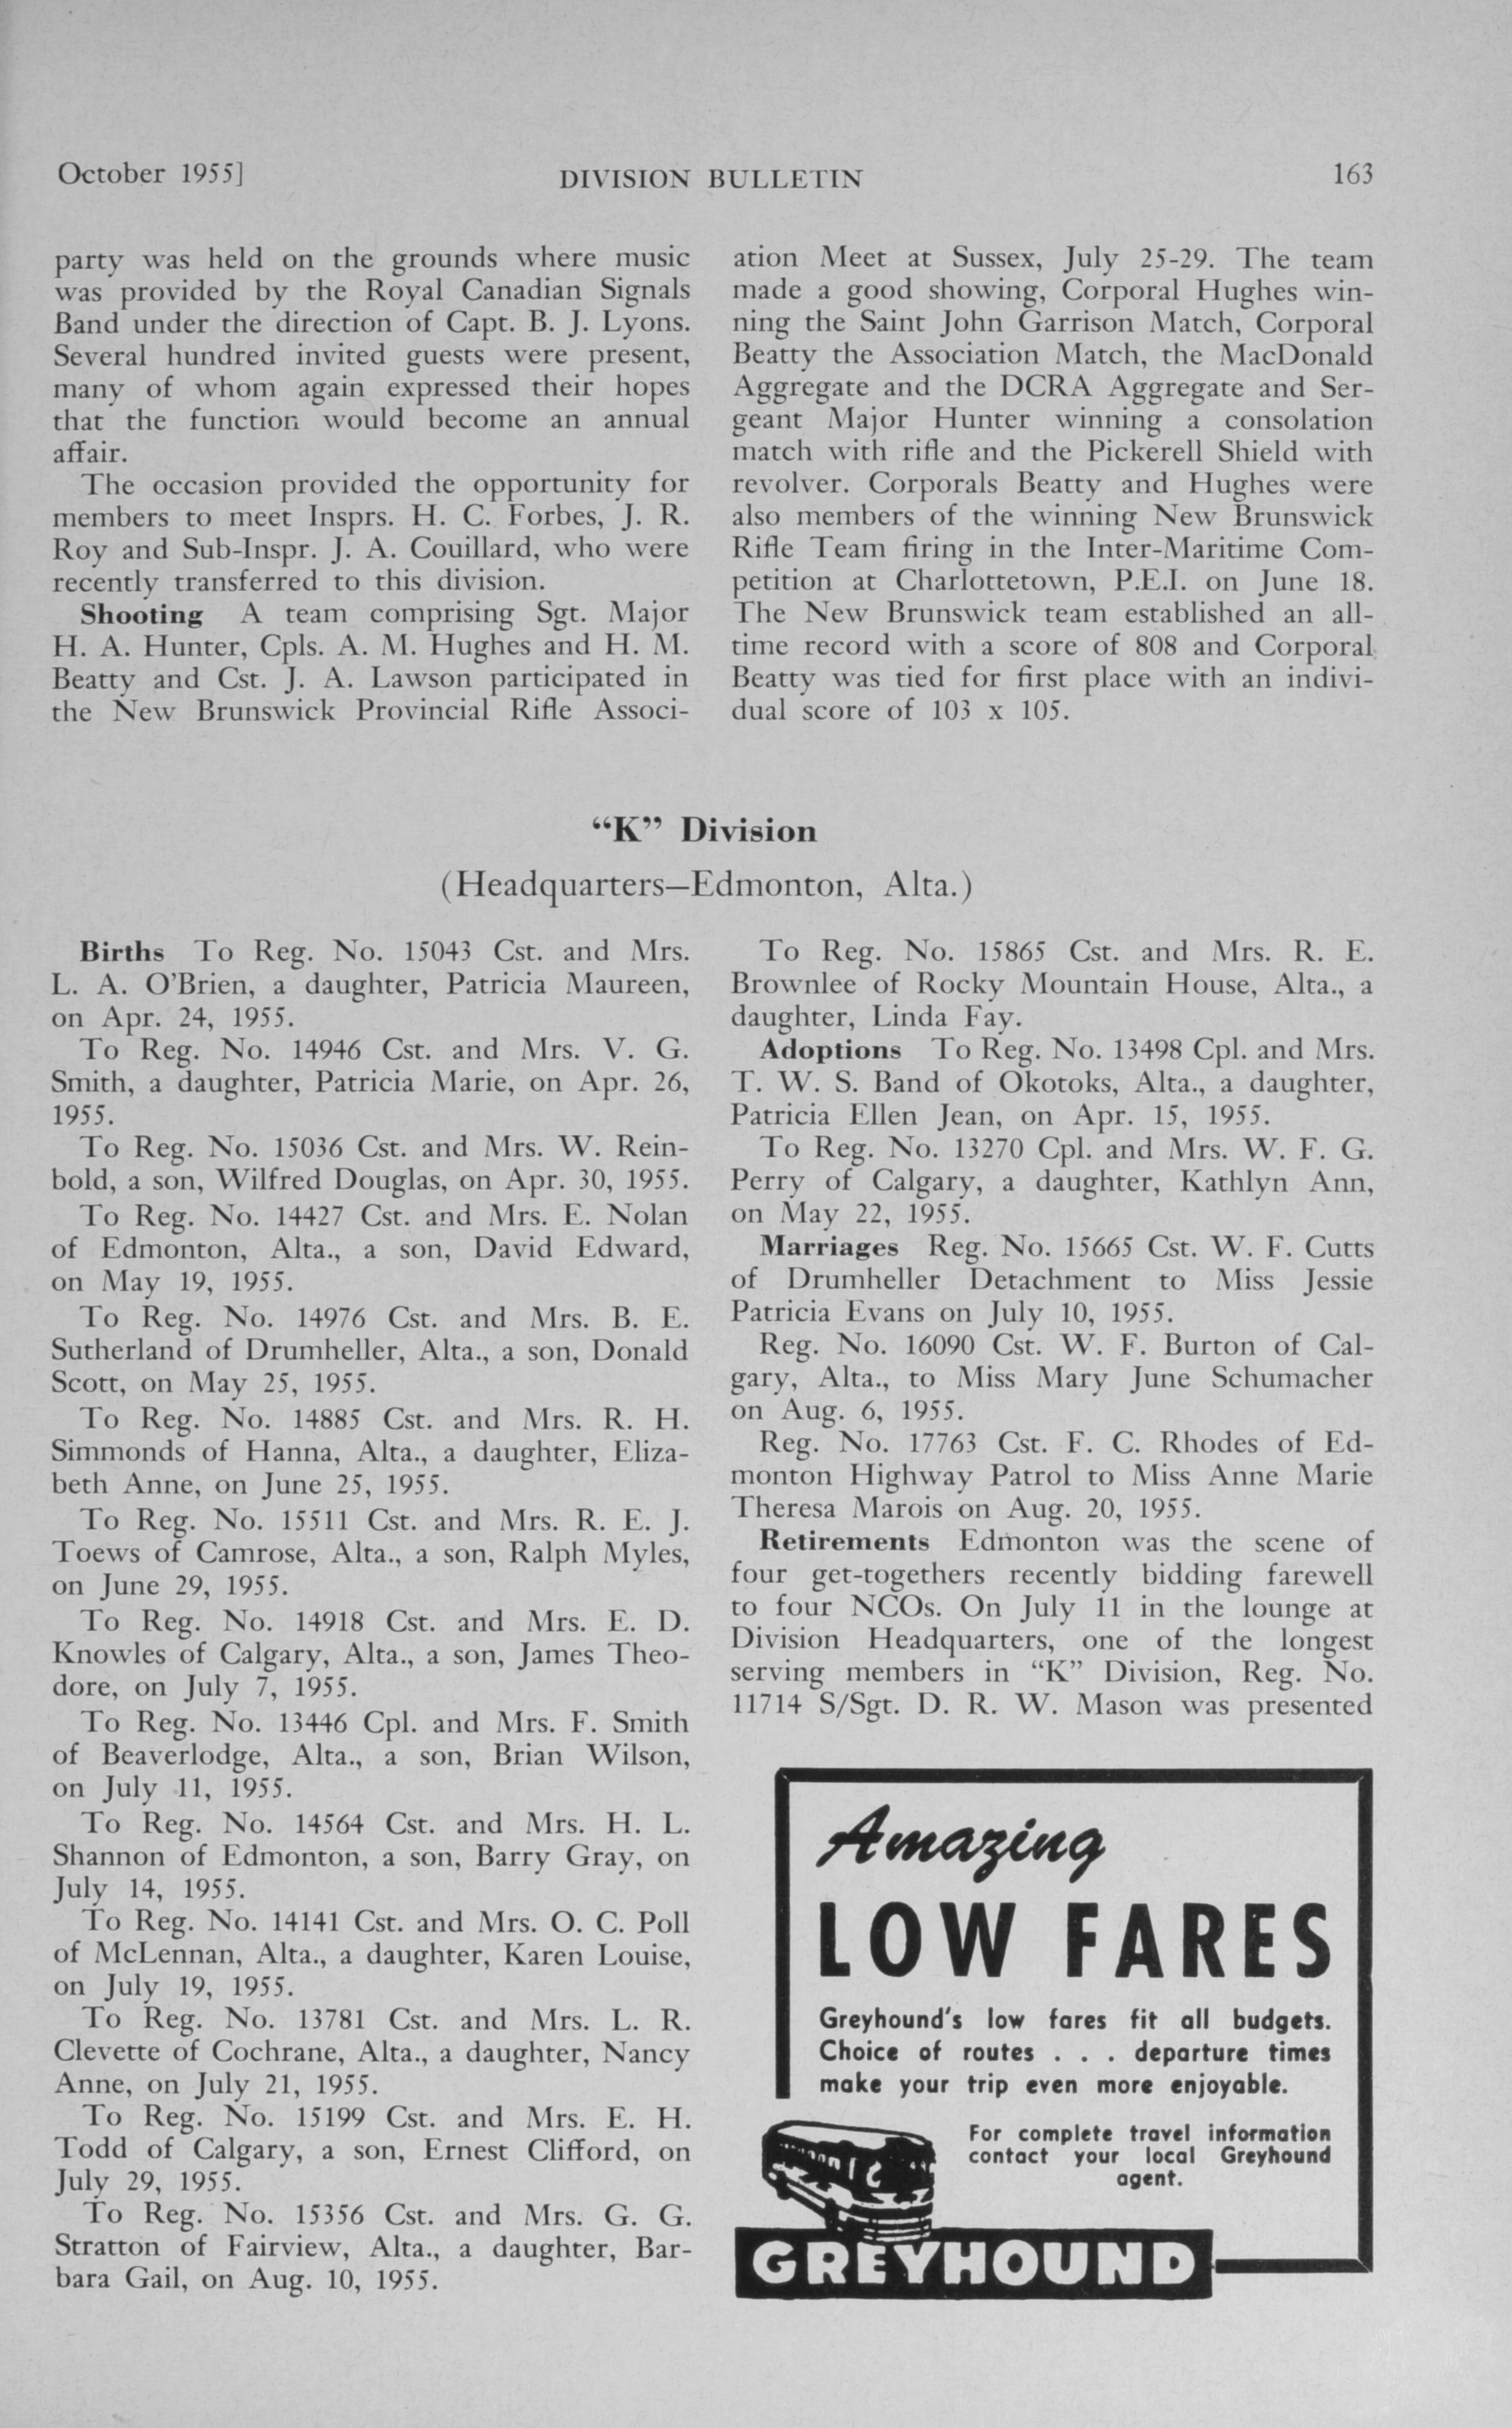 October 1955]
DIVISION BULLETIN
163
party was held on the grounds where music
was provided by the Royal Canadian Signals
Band under the direction of Capt. B. J. Lyons.
Several hundred invited guests were present,
many of whom again expressed their hopes
that the function would become an annual
affair.
The occasion provided the opportunity for
members to meet Insprs. H. C. Forbes, J. R.
Roy and Sub-Inspr. J. A. Couillard, who were
recently transferred to this division.
Shooting A team comprising Sgt. Major
H. A. Hunter, Cpls. A. M. Hughes and H. M.
Beatty and Cst. J. A. Lawson participated in
the New Brunswick Provincial Rifle Associ-
ation Meet at Sussex, July 25-29. The team
made a good showing, Corporal Hughes win-
ning the Saint John Garrison Match, Corporal
Beatty the Association Match, the MacDonald
Aggregate and the DCRA Aggregate and Ser-
geant Major Hunter winning a consolation
match with rifle and the Pickerell Shield with
revolver. Corporals Beatty and Hughes were
also members of the winning New Brunswick
Rifle Team firing in the Inter-Maritime Com-
petition at Charlottetown, P.E.I. on June 18.
The New Brunswick team established an all-
time record with a score of 808 and Corporal
Beatty was tied for first place with an indivi-
dual score of 103 x 105.
“K” Division
(Headquarters—Edmonton, Alta.)
Births To Reg. No. 15043 Cst. and Mrs.
L. A. O'Brien, a daughter, Patricia Maureen,
on Apr. 24, 1955.
To Reg. No. 14946 Cst. and Mrs. V. G.
Smith, a daughter, Patricia Marie, on Apr. 26,
1955.
To Reg. No. 15036 Cst. and Mrs. W. Rein-
bold, a son, Wilfred Douglas, on Apr. 30, 1955.
To Reg. No. 14427 Cst. and Mrs. E. Nolan
of Edmonton, Alta., a son, David Edward,
on May 19, 1955.
To Reg. No. 14976 Cst. and Mrs. B. E.
Sutherland of Drumheller, Alta., a son, Donald
Scott, on May 25, 1955.
To Reg. No. 14885 Cst. and Mrs. R. H.
Simmonds of Hanna, Alta., a daughter, Eliza-
beth Anne, on June 25, 1955.
To Reg. No. 15511 Cst. and Mrs. R. E. J.
Toews of Camrose, Alta., a son, Ralph Myles,
on June 29, 1955.
To Reg. No. 14918 Cst. and Mrs. E. D.
Knowles of Calgary, Alta., a son, James Theo-
dore, on July 7, 1955.
To Reg. No. 13446 Cpl. and Mrs. F. Smith
of Beaverlodge, Alta., a son, Brian Wilson,
on July 11, 1955.
To Reg. No. 14564 Cst. and Mrs. H. L.
Shannon of Edmonton, a son, Barry Gray, on
July 14, 1955.
To Reg. No. 14141 Cst. and Mrs. O. C. Poll
of McLennan, Alta., a daughter, Karen Louise,
on July 19, 1955.
To Reg. No. 13781 Cst. and Mrs. L. R.
Clevette of Cochrane, Alta., a daughter, Nancy
Anne, on July 21, 1955.
To Reg. No. 15199 Cst. and Mrs. E. H.
Todd of Calgary, a son, Ernest Clifford, on
July 29, 1955.
To Reg. No. 15356 Cst. and Mrs. G. G.
Stratton of Fairview, Alta., a daughter, Bar-
bara Gail, on Aug. 10, 1955.
To Reg. No. 15865 Cst. and Mrs. R. E.
Brownlee of Rocky Mountain House, Alta., a
daughter, Linda Fay.
Adoptions To Reg. No. 13498 Cpl. and Mrs.
T. W. S. Band of Okotoks, Alta., a daughter,
Patricia Ellen Jean, on Apr. 15, 1955.
To Reg. No. 13270 Cpl. and Mrs. W. F. G.
Perry of Calgary, a daughter, Kathlyn Ann,
on May 22, 1955.
Marriages Reg. No. 15665 Cst. W. F. Cutts
of Drumheller Detachment to Miss Jessie
Patricia Evans on July 10, 1955.
Reg. No. 16090 Cst. W. F. Burton of Cal-
gary, Alta., to Miss Mary June Schumacher
on Aug. 6, 1955.
Reg. No. 17763 Cst. F. C. Rhodes of Ed-
monton Highway Patrol to Miss Anne Marie
Theresa Marois on Aug. 20, 1955.
Retirements Edmonton was the scene of
four get-togethers recently bidding farewell
to four NCOs. On July 11 in the lounge at
Division Headquarters, one of the longest
serving members in “K” Division, Reg. No.
11714 S/Sgt. D. R. W. Mason was presented
Amazing
LOW FARES
Greyhound's low fares fit all budgets.
Choice of routes . . . departure times
make your trip even more enjoyable.
For complete travel information
contact your local Greyhound
agent.
GREYHOUND